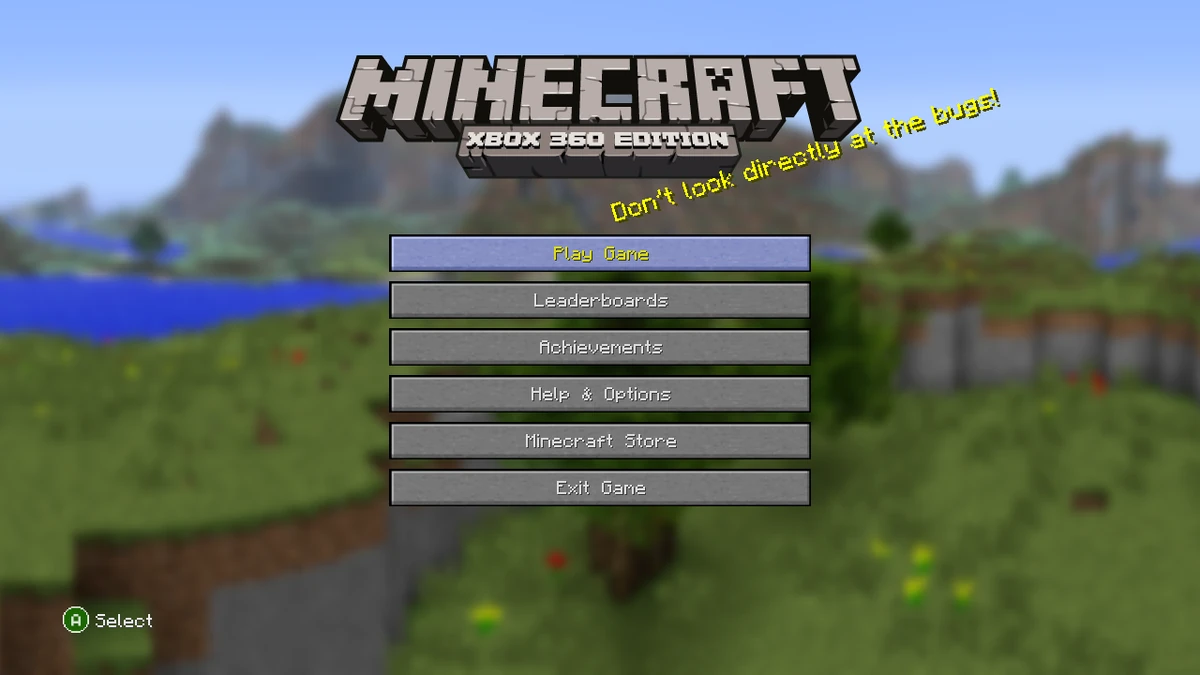 MINECRAFT
XBOX 360 EDITION
Don't look directly at the bugs!
Play Game
Leaderboards
Achievements
Help & Options
Minecraft Store
Exit Game
A Select